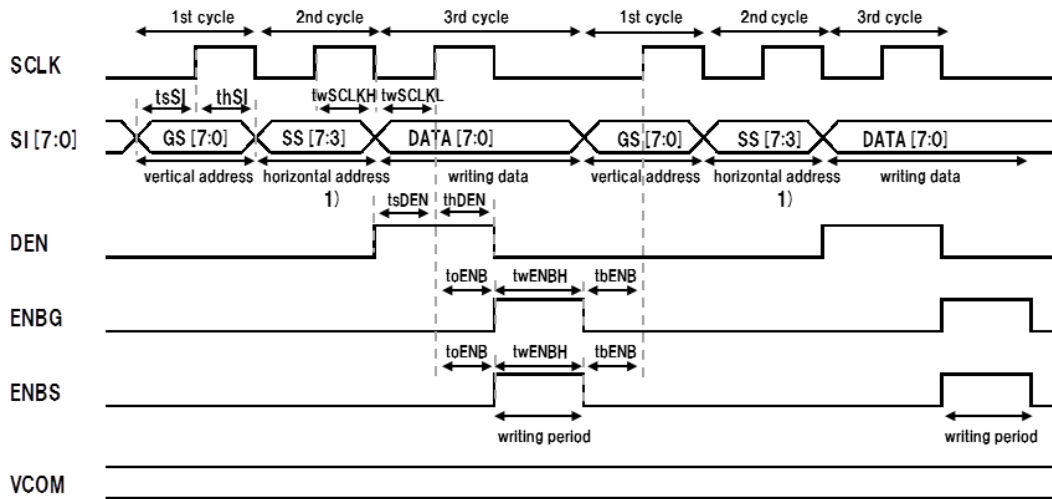 1st cycle 2nd cycle 3rd cycle 1st cycle 2nd cycle 3rd cycle
SCLK
tsSI thSI twSCLKH twSCLKL
SI [7:0] GS [7:0] SS [7:3] DATA [7:0] GS [7:0] SS [7:3] DATA [7:0]
vertical address horizontal address writing data vertical address horizontal address writing data
1) 1)
tsDEN thDEN
DEN
toENB twENBH tbENB
ENBG
toENB twENBH tbENB
ENBS
writing period writing period
VCOM